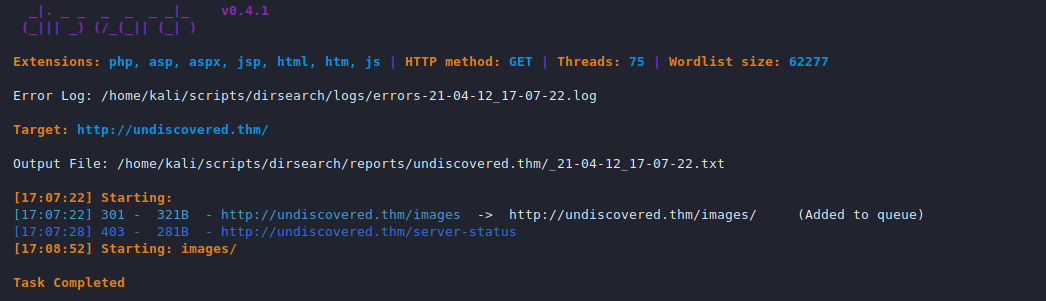 _|. _ _  _  _  _ _|_    v0.4.1
(_||| _) (/_(_|| (_| )
Extensions: php, asp, aspx, jsp, html, htm, js | HTTP method: GET | Threads: 75 | Wordlist size: 62277
Error Log: /home/kali/scripts/dirsearch/logs/errors-21-04-12_17-07-22.log
Target: http://undiscovered.thm/
Output File: /home/kali/scripts/dirsearch/reports/undiscovered.thm/_21-04-12_17-07-22.txt
[17:07:22] Starting:
[17:07:22] 301 -  321B  - http://undiscovered.thm/images  ->  http://undiscovered.thm/images/     (Added to queue)
[17:07:28] 403 -  281B  - http://undiscovered.thm/server-status
[17:08:52] Starting: images/
Task Completed